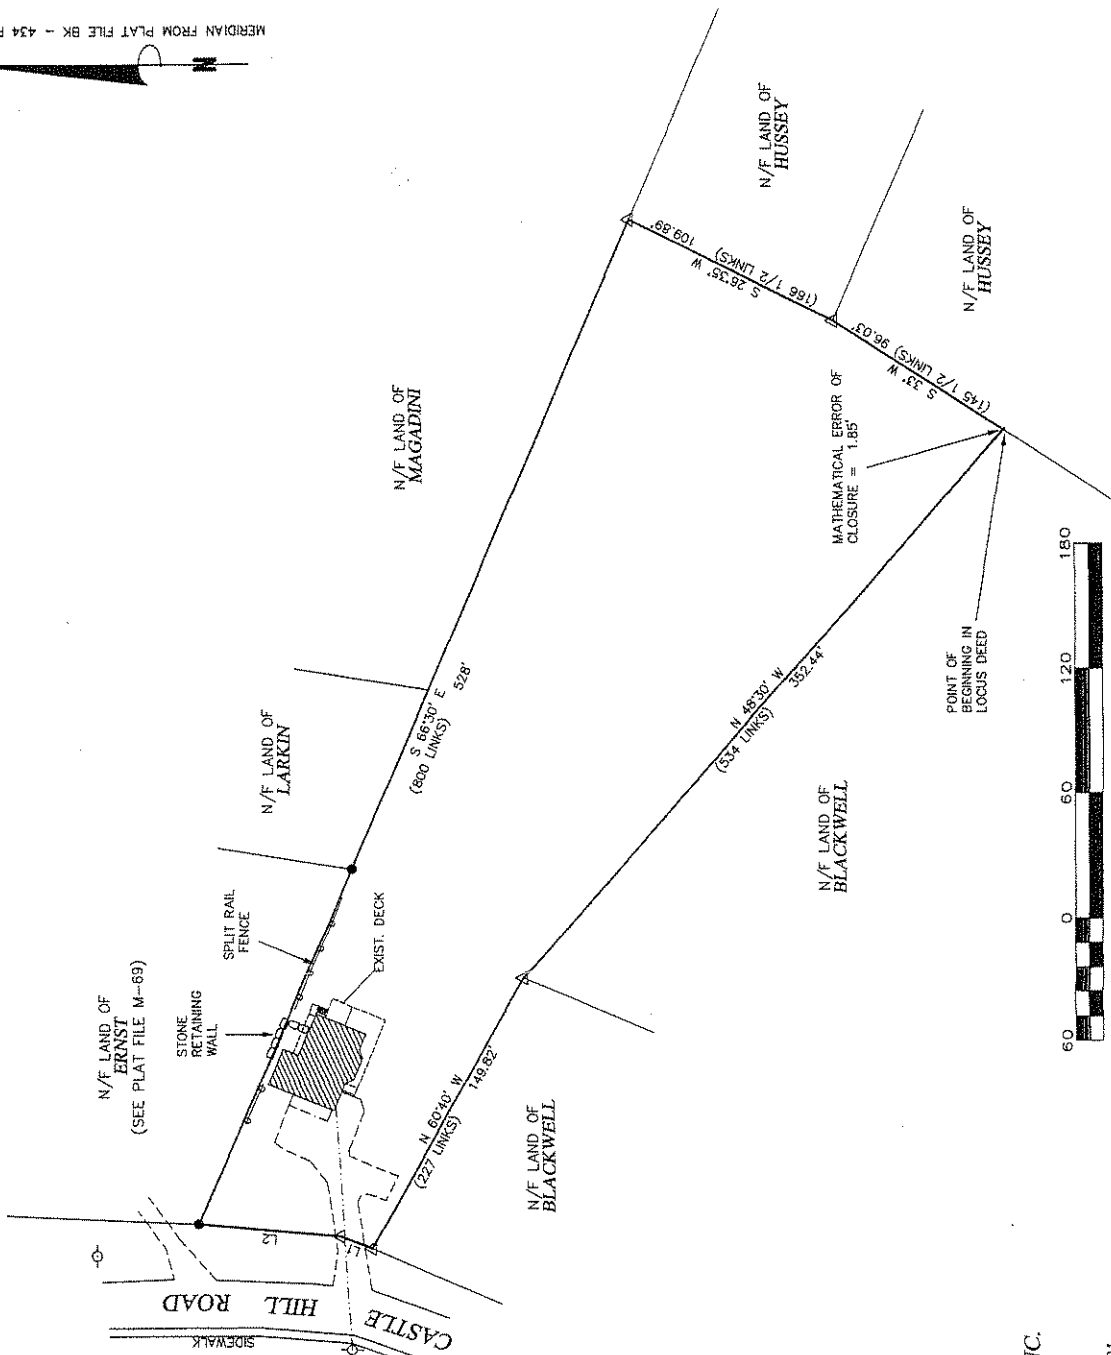 MERIDIAN FROM PLAT FILE BK - 434
N
N/F LAND OF
HUSSEY
N/F LAND OF
HUSSEY
S 26°35' W 109.89'
(166 1/2 LINKS)
S 33° W
(145 1/2 LINKS) 96.03'
N/F LAND OF
MAGADINI
MATHEMATICAL ERROR OF
CLOSURE = 1.85'
N/F LAND OF
LARKIN
S 66°30' E 528'
(800 LINKS)
N/F LAND OF
ERNST
(SEE PLAT FILE M-69)
SPLIT RAIL
FENCE
STONE
RETAINING
WALL
EXIST. DECK
N 48°30' W 352.44'
(534 LINKS)
POINT OF
BEGINNING IN
LOCUS DEED
N/F LAND OF
BLACKWELL
N 60°40' W 149.82'
(227 LINKS)
N/F LAND OF
BLACKWELL
L2
L1
CASTLE HILL ROAD
SIDEWALK
60 0 60 120 180